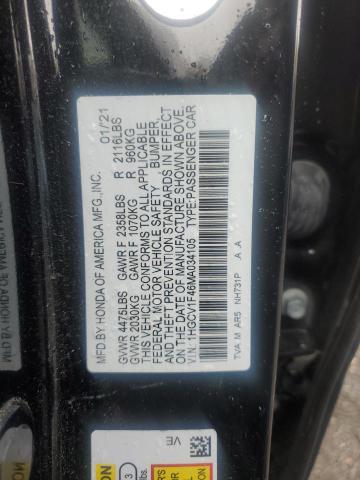 MFD.BY HONDA OF AMERICA MFG.,INC. 01/21
GVWR 4475LBS GAWR F 2358LBS R 2116LBS
GVWR 2030KG GAWR F 1070KG R 960KG
THIS VEHICLE CONFORMS TO ALL APPLICABLE
FEDERAL MOTOR VEHICLE SAFETY, BUMPER,
AND THEFT PREVENTION STANDARDS IN EFFECT
ON THE DATE OF MANUFACTURE SHOWN ABOVE.
V.I.N.:1HGCV1F46MA034105 TYPE:PASSENGER CAR
TVA M AR5 NH731P A .A
VE
3